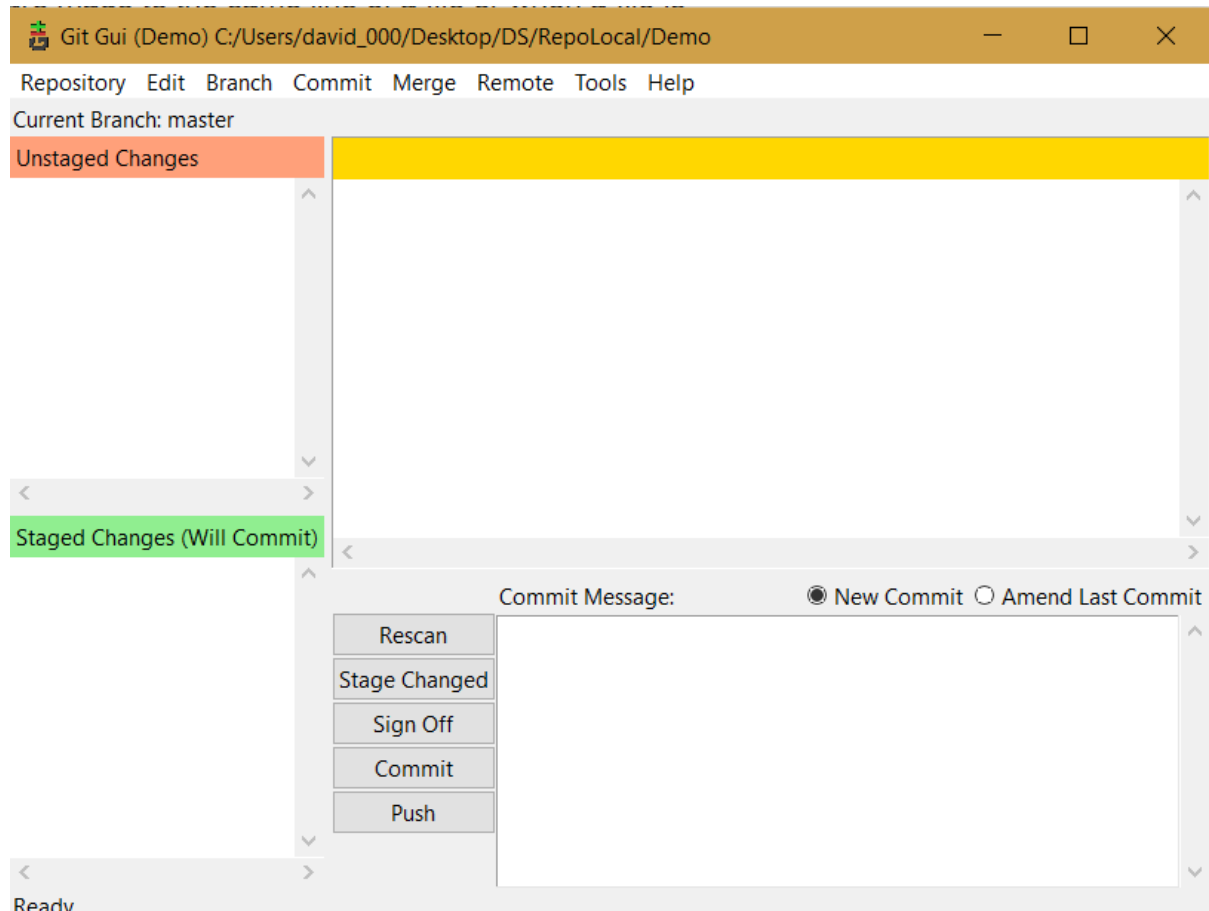 Git Gui (Demo) C:/Users/david_000/Desktop/DS/RepoLocal/Demo
Repository Edit Branch Commit Merge Remote Tools Help
Current Branch: master
Unstaged Changes
Staged Changes (Will Commit)
Commit Message: New Commit Amend Last Commit
Rescan
Stage Changed
Sign Off
Commit
Push
Ready